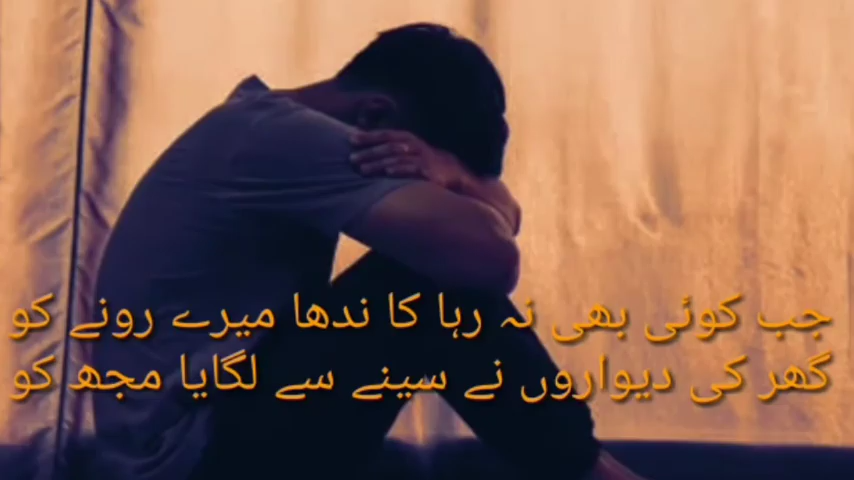 جب کوئی بھی نہ رہا کا ندھا میرے رونے کو
گھر کی دیواروں نے سینے سے لگایا مجھ کو